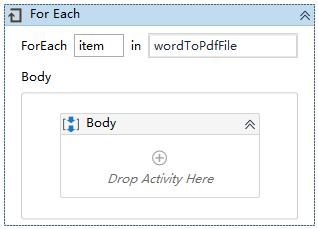 For Each
ForEach item in wordToPdfFile
Body
Body
Drop Activity Here